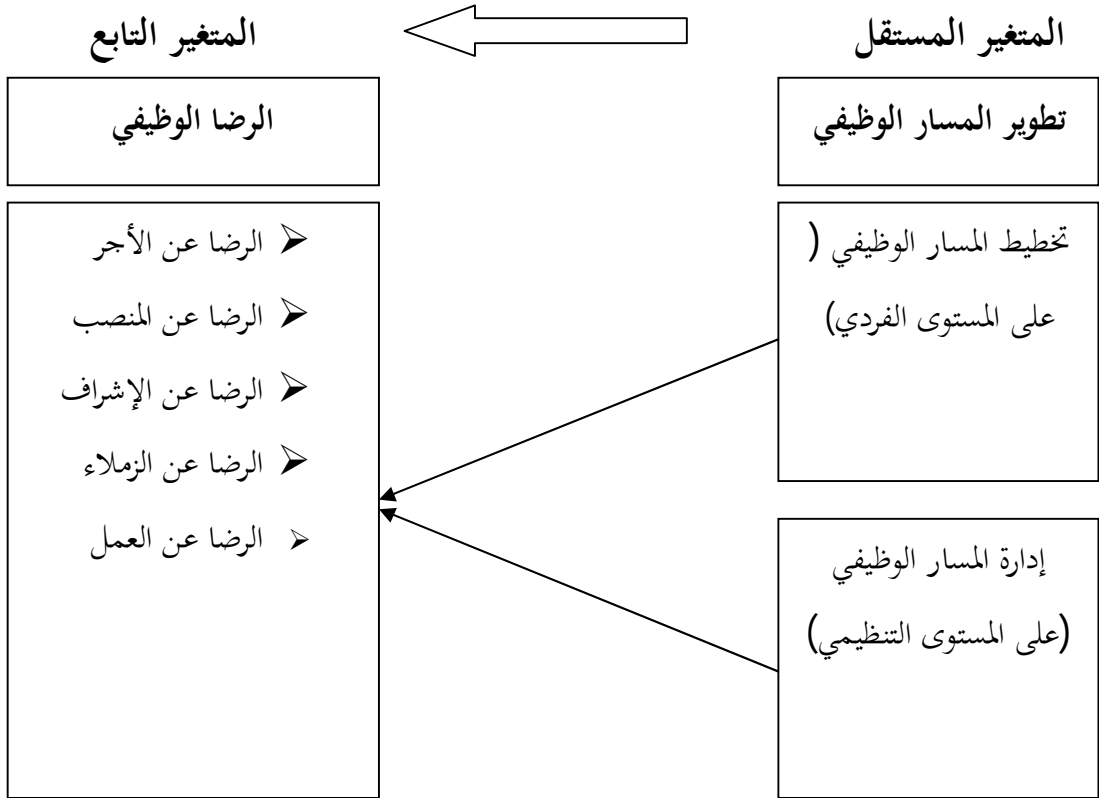 المتغير المستقل
المتغير التابع
تطوير المسار الوظيفي
الرضا الوظيفي
تخطيط المسار الوظيفي (
على المستوى الفردي)
إدارة المسار الوظيفي
(على المستوى التنظيمي)
الرضا عن الأجر
الرضا عن المنصب
الرضا عن الإشراف
الرضا عن الزملاء
الرضا عن العمل